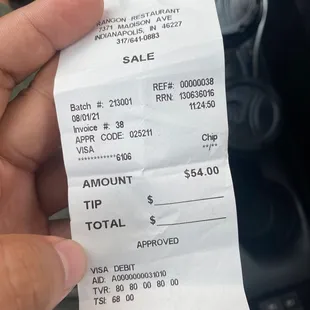 RANGON RESTAURANT
7371 MADISON AVE
INDIANAPOLIS, IN 46227
317/641-0883
SALE
REF#: 00000038
Batch #: 213001 RRN: 130636016
08/01/21 11:24:50
Invoice #: 38
APPR CODE: 025211
VISA Chip
************6106 **/**
AMOUNT $54.00
TIP $
TOTAL $
APPROVED
VISA DEBIT
AID: A0000000031010
TVR: 80 80 00 80 00
TSI: 68 00